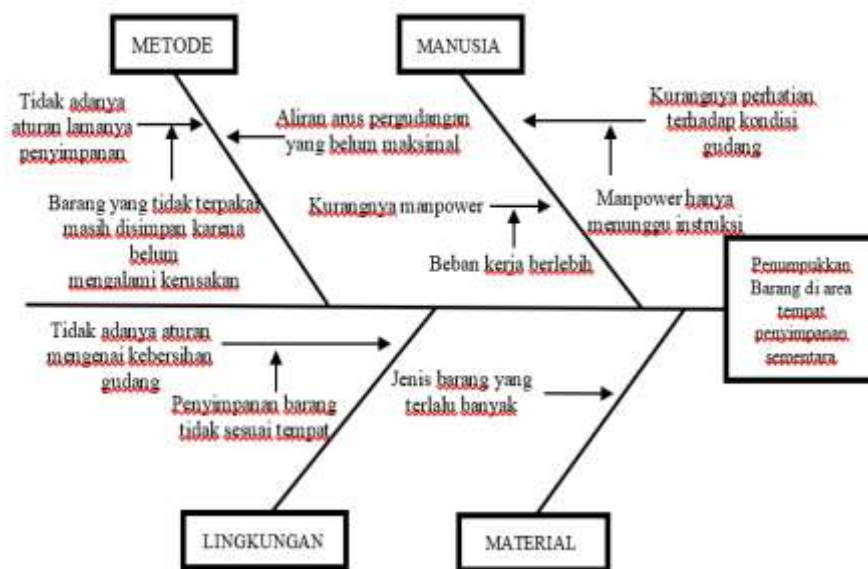 METODE
MANUSIA
Tidak adanya
aturan lamanya
penyimpanan
Aliran arus pergudangan
yang belum maksimal
Kurangnya perhatian
terhadap kondisi
gudang
Barang yang tidak terpakai
masih disimpan karena
belum
mengalami kerusakan
Kurangnya manpower
Beban kerja berlebih
Manpower hanya
menunggu instruksi
Penumpukkan
Barang di area
tempat
penyimpanan
sementara
Tidak adanya aturan
mengenai kebersihan
gudang
Penyimpanan barang
tidak sesuai tempat
Jenis barang yang
terlalu banyak
LINGKUNGAN
MATERIAL